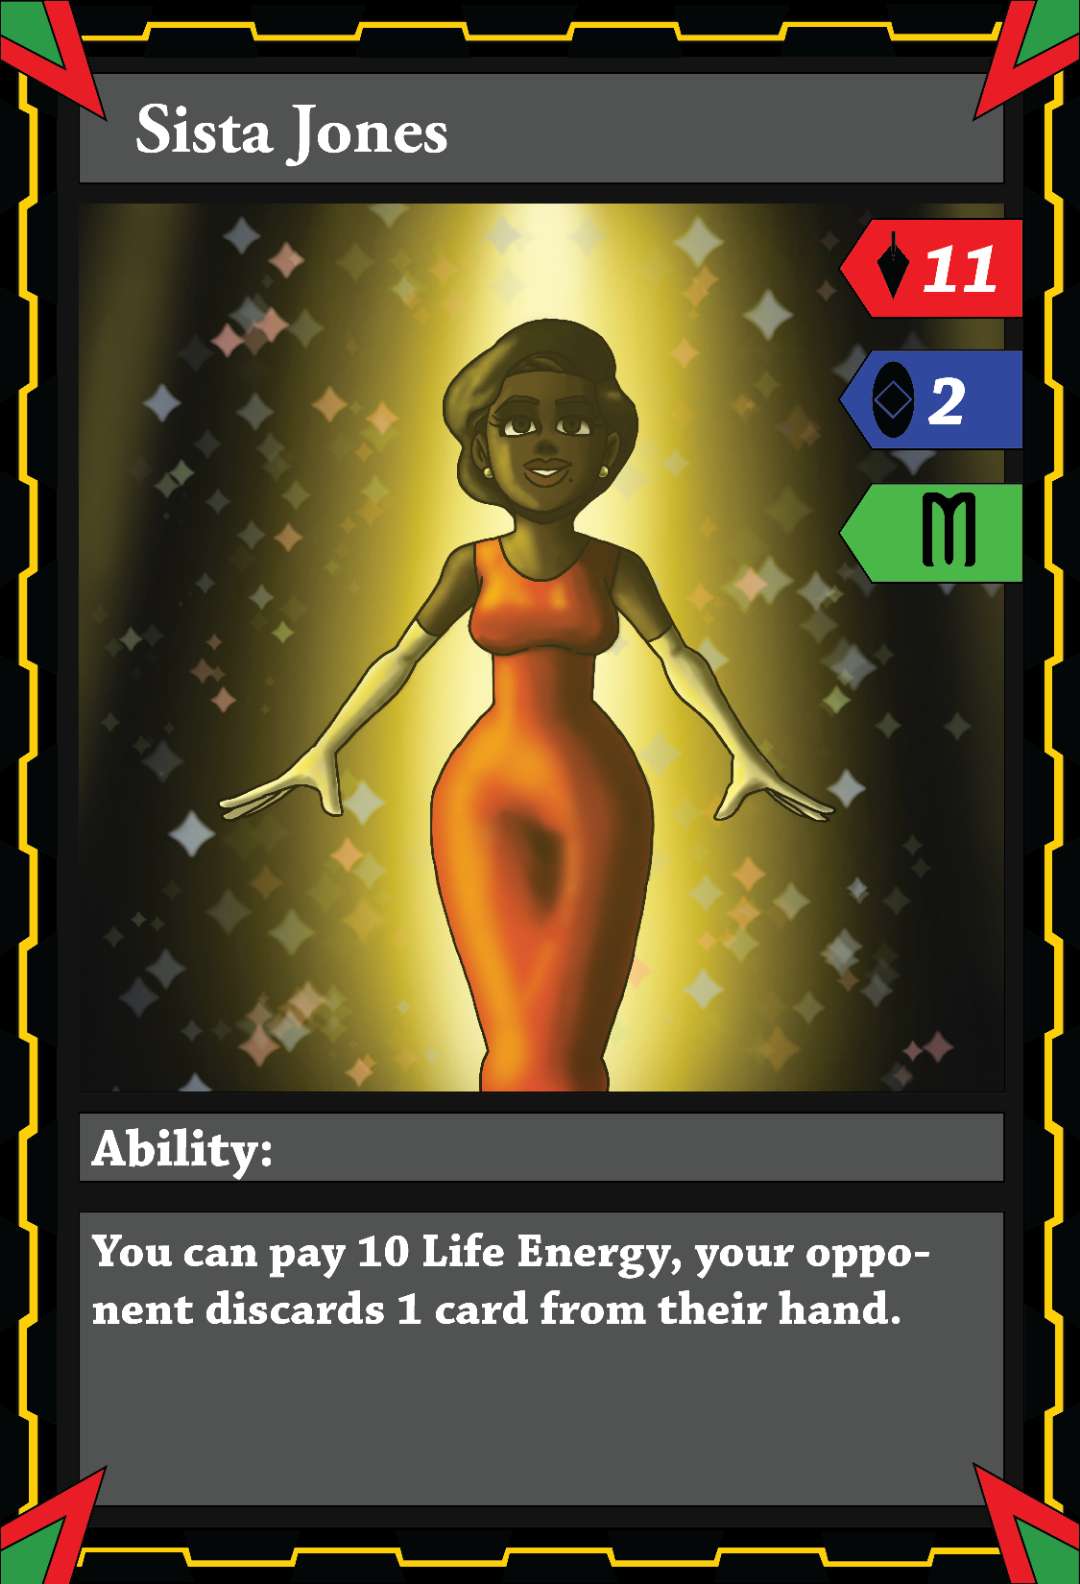 Sista Jones
11
2
Ability:
You can pay 10 Life Energy, your oppo-
nent discards 1 card from their hand.